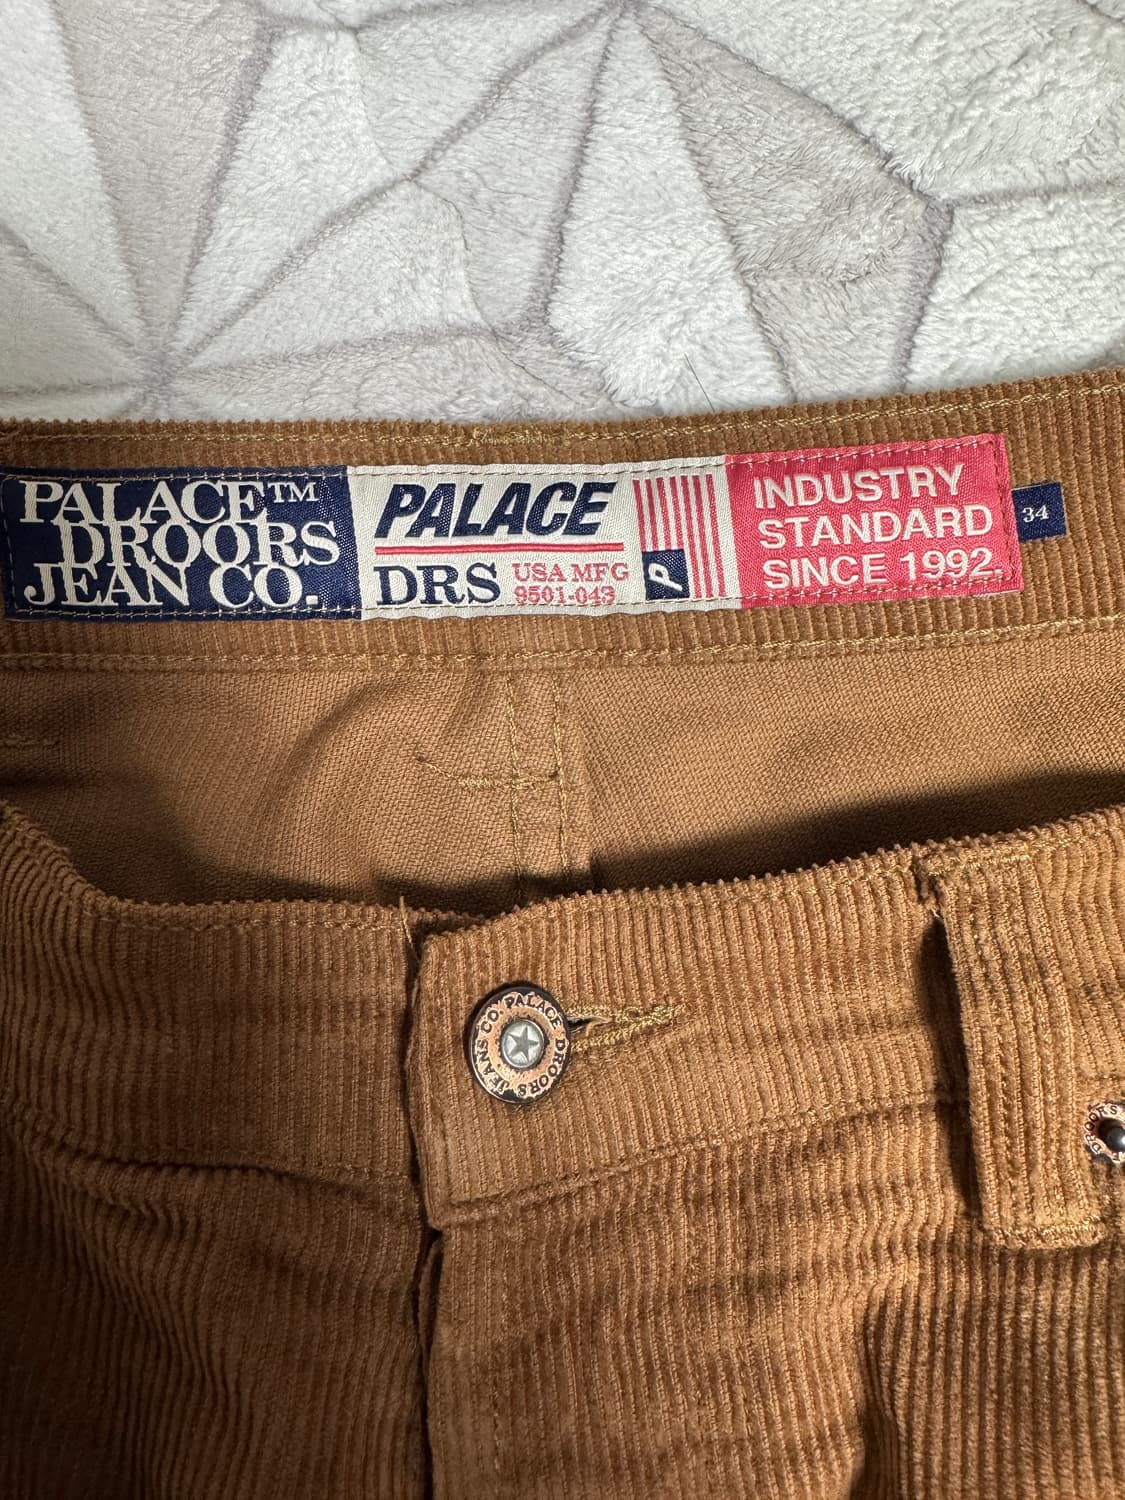 PALACE™
DROORS
JEAN CO.
PALACE
DRS
USA MFG
9501-043
P
INDUSTRY
STANDARD
SINCE 1992.
34
PALACE DROORS JEANS CO.
DROORS